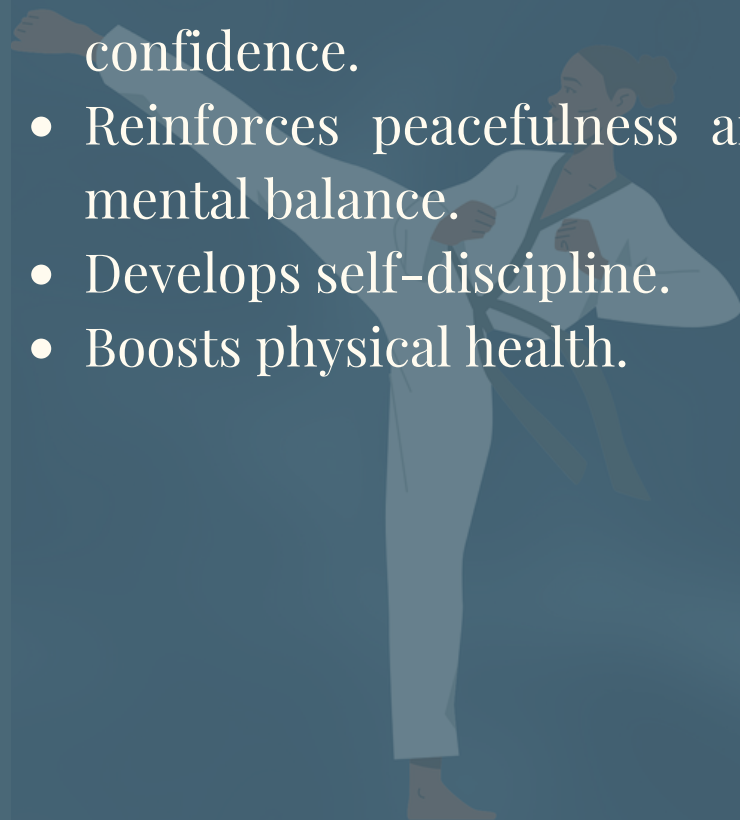 confidence.
• Reinforces peacefulness
mental balance.
• Develops self-discipline.
• Boosts physical health.